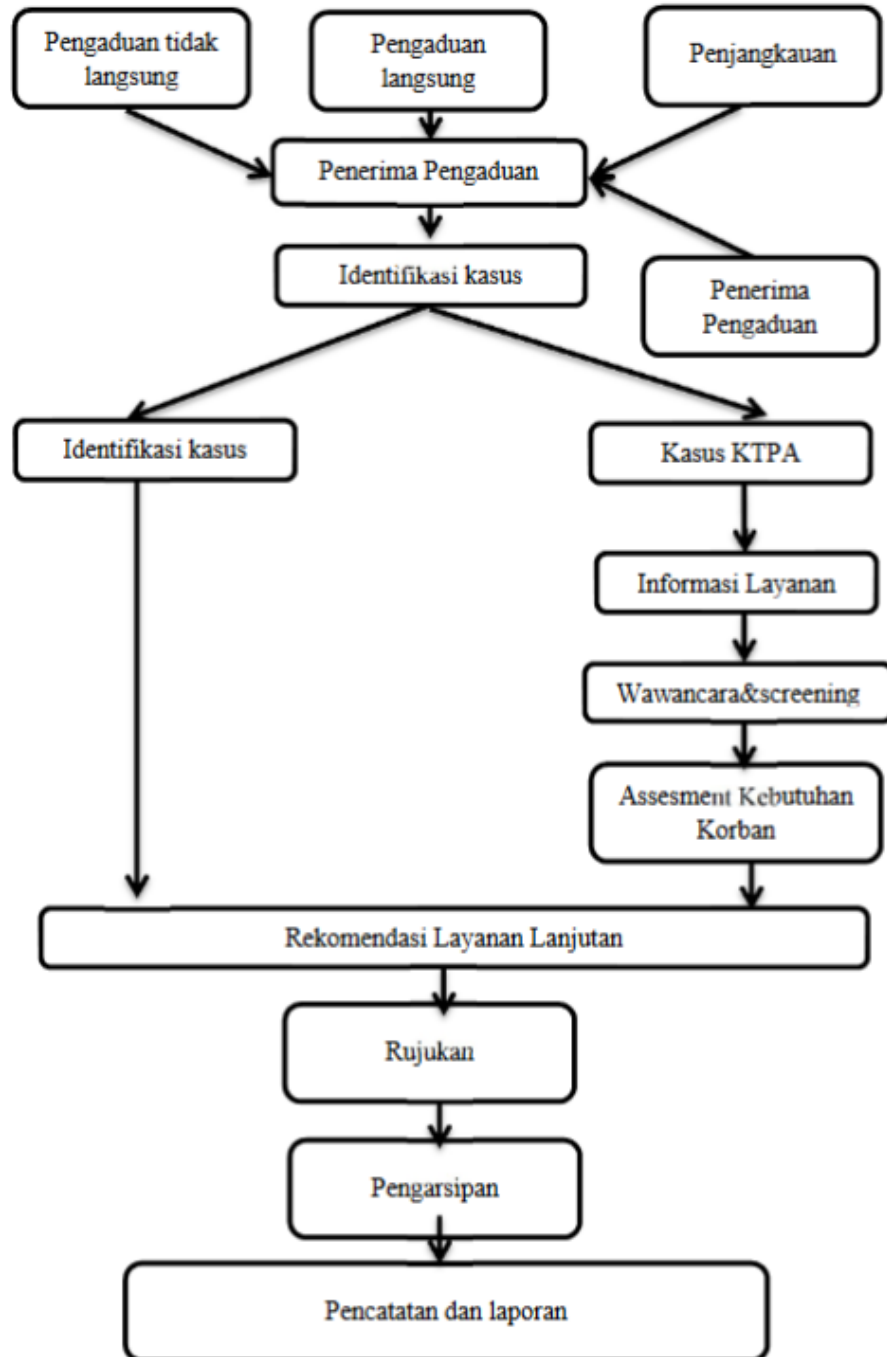 Pengaduan tidak
langsung
Pengaduan
langsung
Penjangkauan
Penerima Pengaduan
Identifikasi kasus
Penerima
Pengaduan
Identifikasi kasus
Kasus KTPA
Informasi Layanan
Wawancara&screening
Assesment Kebutuhan
Korban
Rekomendasi Layanan Lanjutan
Rujukan
Pengarsipan
Pencatatan dan laporan